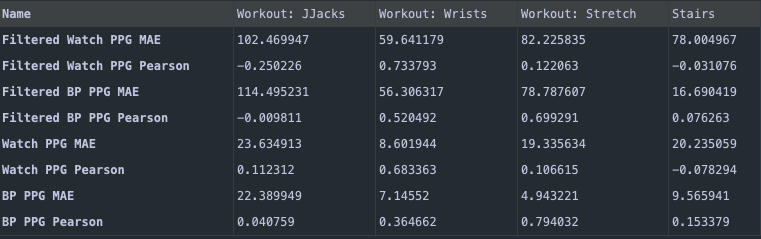 Name Workout: JJacks Workout: Wrists Workout: Stretch Stairs
Filtered Watch PPG MAE 102.469947 59.641179 82.225835 78.004967
Filtered Watch PPG Pearson -0.250226 0.733793 0.122063 -0.031076
Filtered BP PPG MAE 114.495231 56.306317 78.787607 16.690419
Filtered BP PPG Pearson -0.009811 0.520492 0.699291 0.076263
Watch PPG MAE 23.634913 8.601944 19.335634 20.235059
Watch PPG Pearson 0.112312 0.683363 0.106615 -0.078294
BP PPG MAE 22.389949 7.14552 4.943221 9.565941
BP PPG Pearson 0.040759 0.364662 0.794032 0.153379